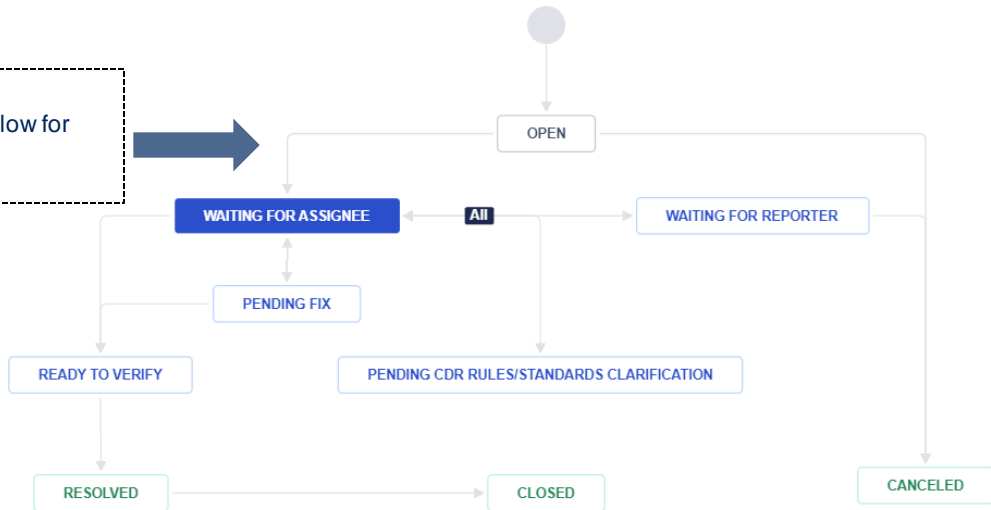 low for
OPEN
WAITING FOR ASSIGNEE
All
WAITING FOR REPORTER
PENDING FIX
READY TO VERIFY
PENDING CDR RULES/STANDARDS CLARIFICATION
RESOLVED
CLOSED
CANCELED